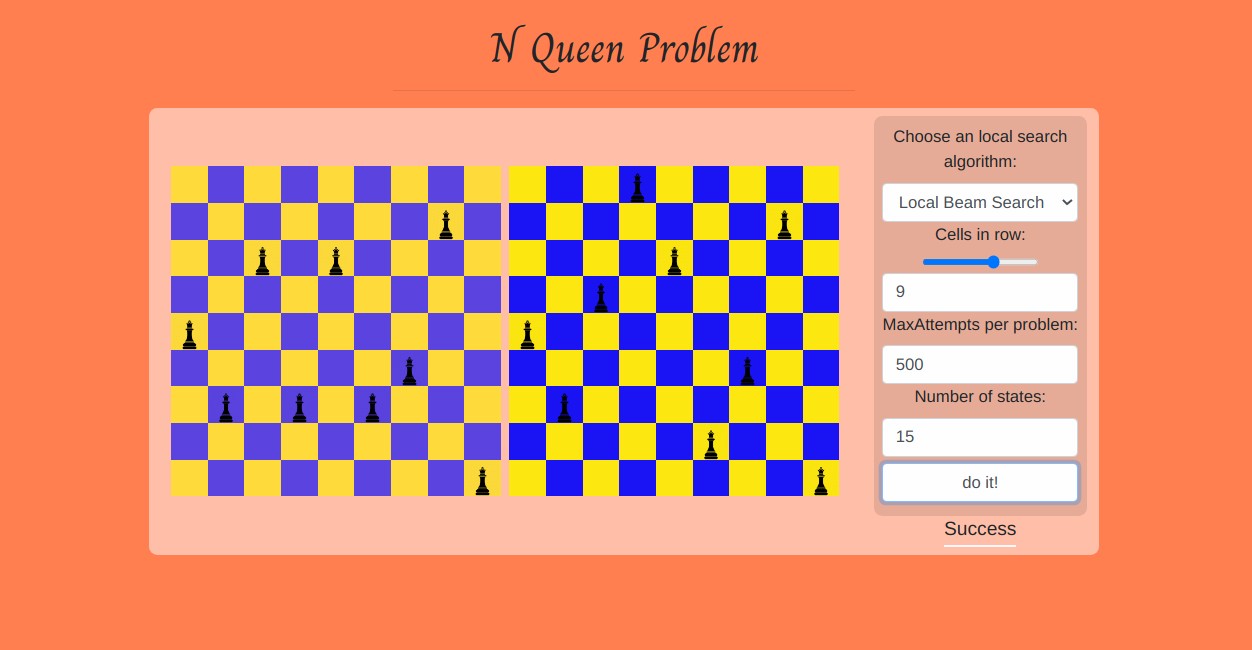 N Queen Problem
Choose an local search
algorithm:
Local Beam Search
Cells in row:
9
MaxAttempts per problem:
500
Number of states:
15
do it!
Success